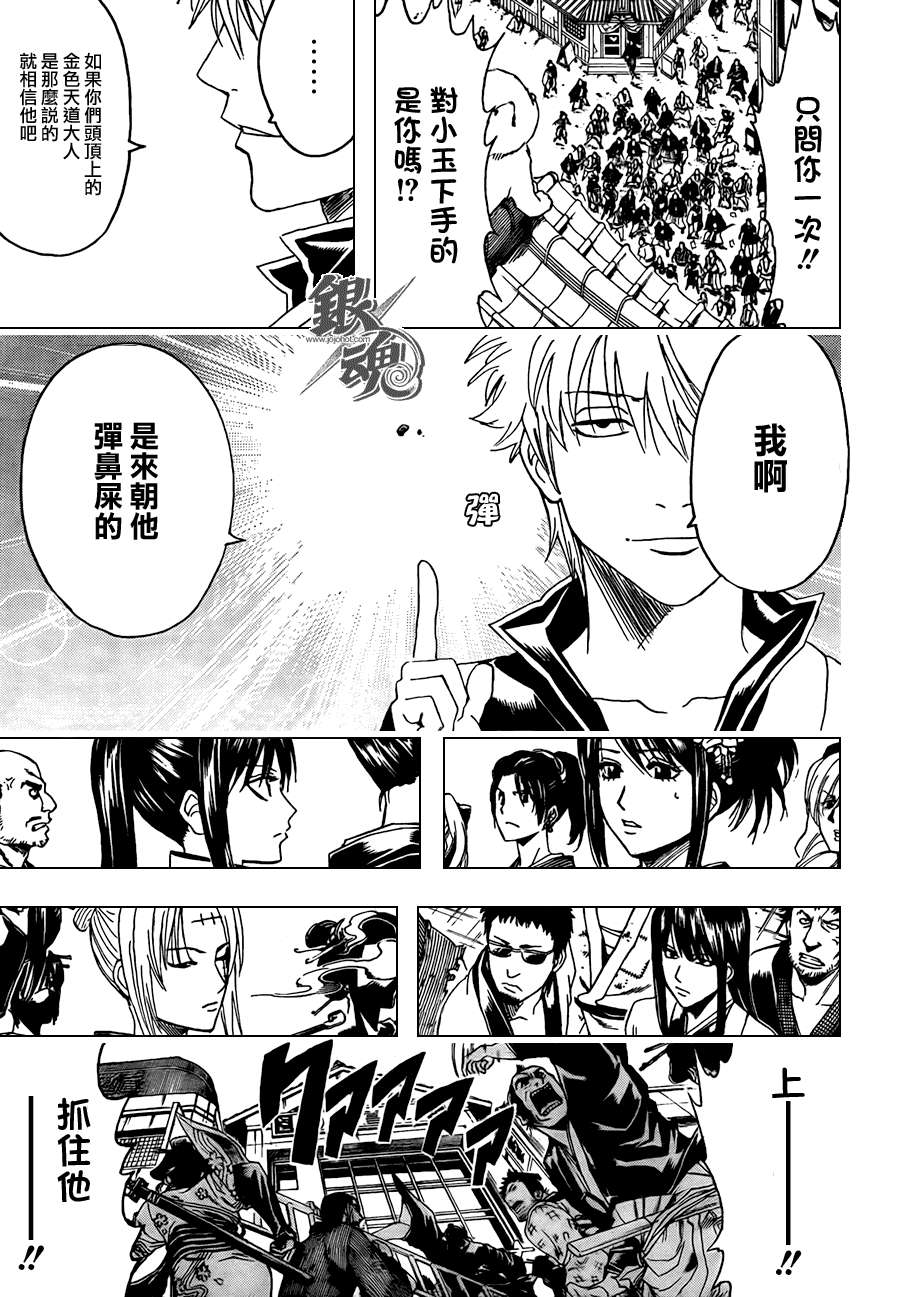 只問你一次!!
對小玉下手的
是你嗎!?
……
如果你們頭頂上的
金色天道大人
是那麼説的
就相信他吧
銀魂
www.jojohot.com
我啊
彈
是來朝他
彈鼻屎的
上——!!
ワアアアア
抓住他——!!